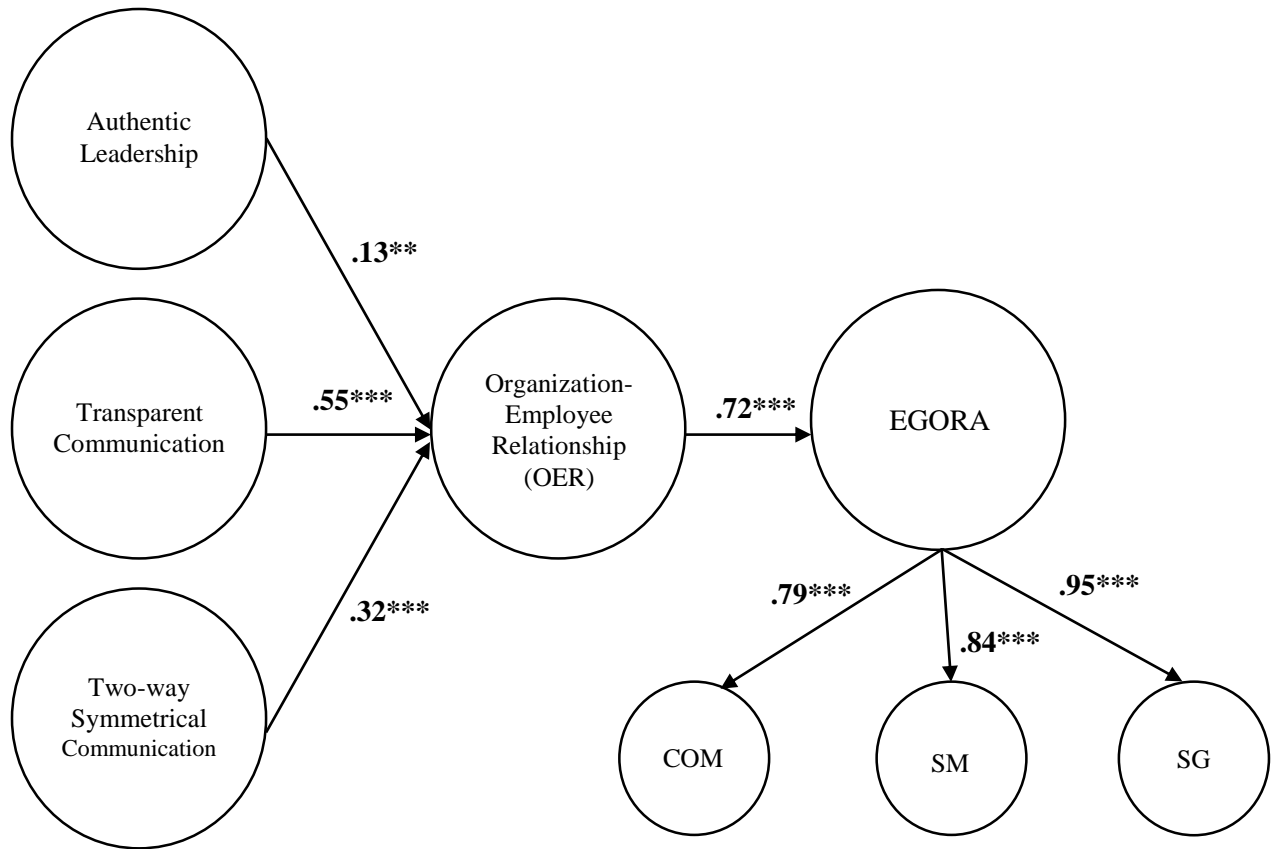 Authentic
Leadership
.13**
Transparent
Communication
.55***
Organization-
Employee
Relationship
(OER)
.72***
EGORA
.32***
Two-way
Symmetrical
Communication
.79***
.84***
.95***
COM
SM
SG